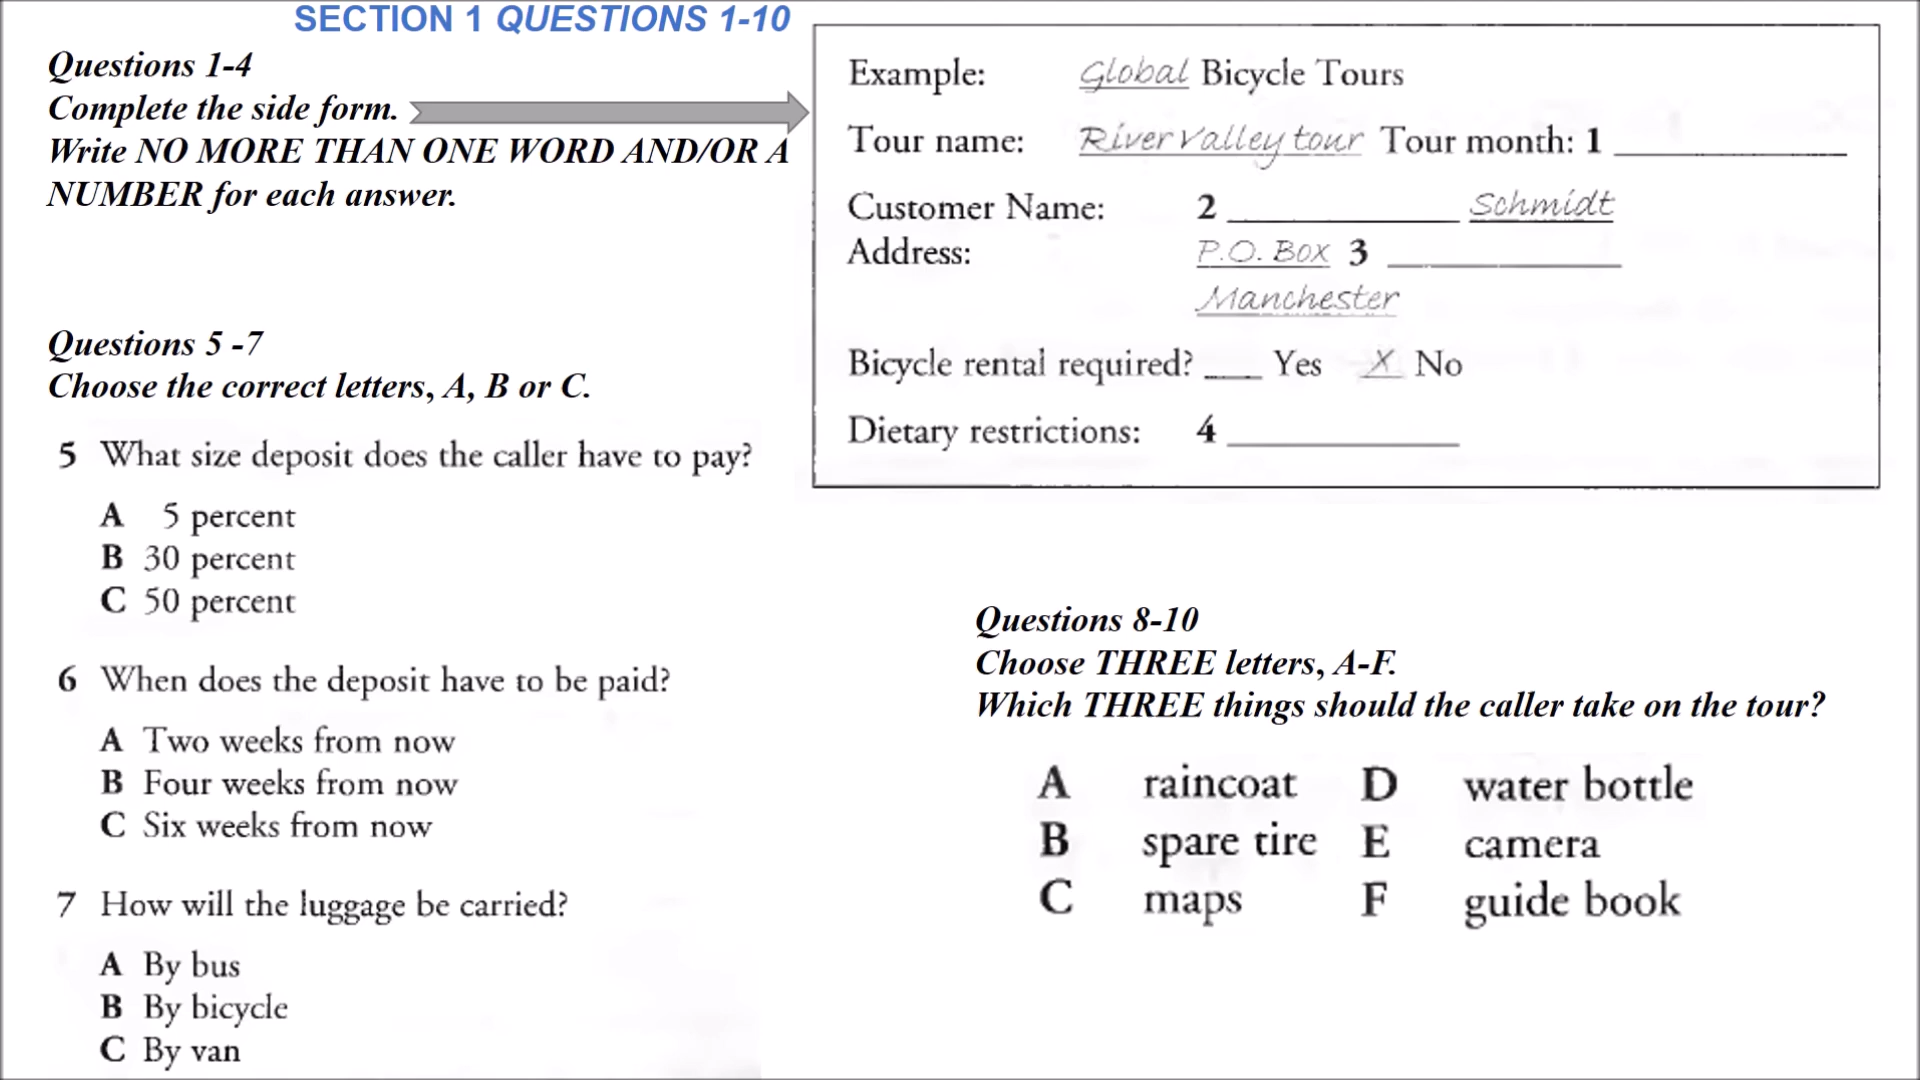 SECTION 1 QUESTIONS 1-10
Questions 1-4
Complete the side form.
Write NO MORE THAN ONE WORD AND/OR A
NUMBER for each answer.
Example: Global Bicycle Tours
Tour name: River Valley tour Tour month: 1 ____________
Customer Name: 2 ____________ Schmidt
Address: P.O. Box 3 ____________
Manchester
Bicycle rental required? ___ Yes X No
Dietary restrictions: 4 ____________
Questions 5 -7
Choose the correct letters, A, B or C.
5 What size deposit does the caller have to pay?
A 5 percent
B 30 percent
C 50 percent
6 When does the deposit have to be paid?
A Two weeks from now
B Four weeks from now
C Six weeks from now
7 How will the luggage be carried?
A By bus
B By bicycle
C By van
Questions 8-10
Choose THREE letters, A-F.
Which THREE things should the caller take on the tour?
A raincoat D water bottle
B spare tire E camera
C maps F guide book